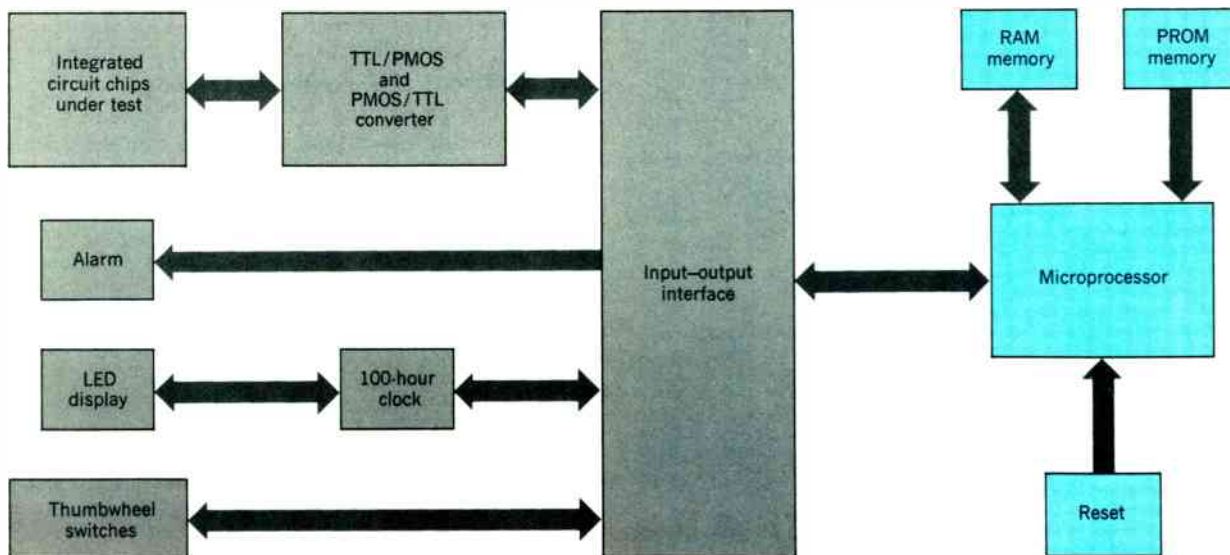 Integrated
circuit chips
under test
TTL/PMOS
and
PMOS/TTL
converter
RAM
memory
PROM
memory
Alarm
Input–output
interface
Microprocessor
LED
display
100-hour
clock
Thumbwheel
switches
Reset